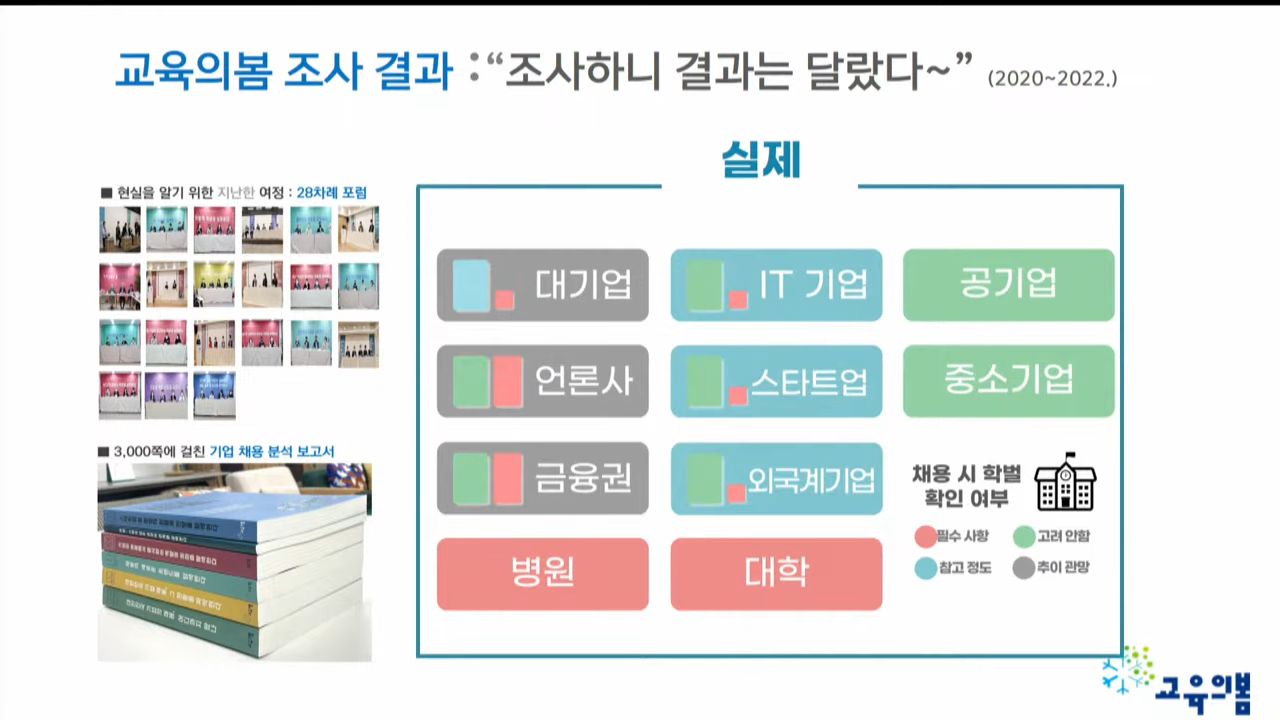 교육의봄 조사 결과 : “조사하니 결과는 달랐다~” (2020~2022.)
실제
■ 현실을 알기 위한 지난한 여정 : 28차례 포럼
대기업
IT 기업
공기업
언론사
스타트업
중소기업
금융권
외국계기업
채용 시 학벌
확인 여부
필수 사항
고려 안함
참고 정도
추이 관망
병원
대학
■ 3,000쪽에 걸친 기업 채용 분석 보고서
교육의봄